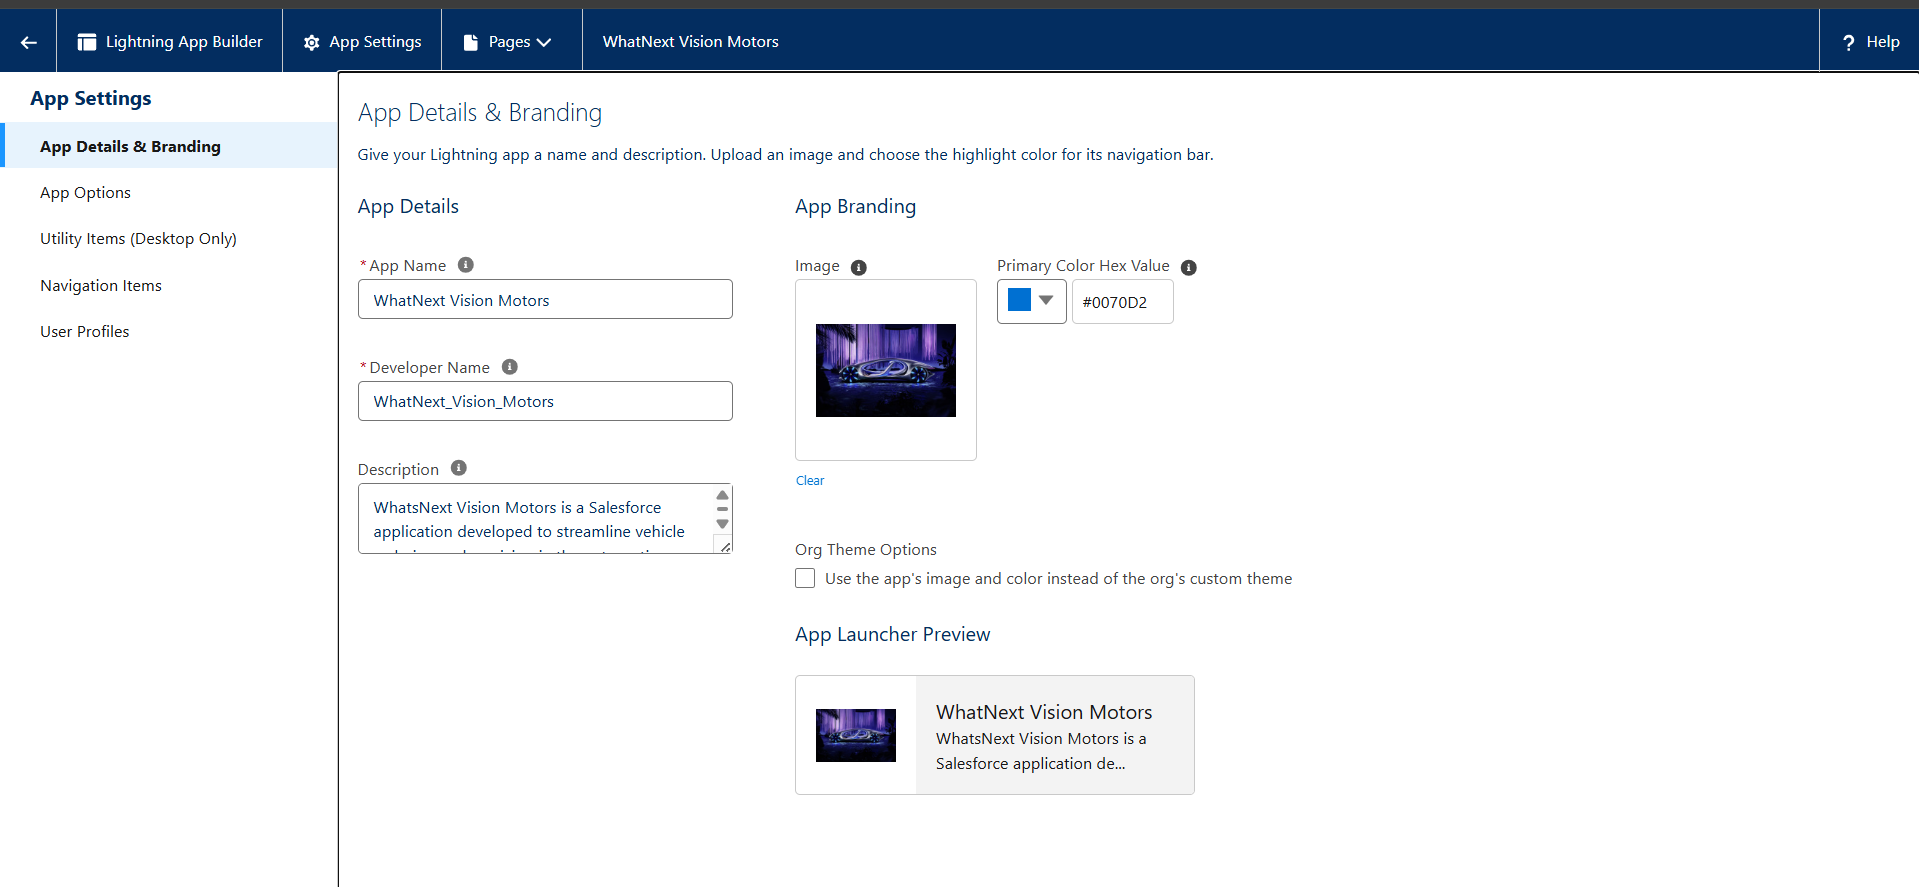 Lightning App Builder
App Settings
Pages
WhatNext Vision Motors
? Help
App Settings
App Details & Branding
App Options
Utility Items (Desktop Only)
Navigation Items
User Profiles
App Details & Branding
Give your Lightning app a name and description. Upload an image and choose the highlight color for its navigation bar.
App Details
* App Name
WhatNext Vision Motors
* Developer Name
WhatNext_Vision_Motors
Description
WhatsNext Vision Motors is a Salesforce
application developed to streamline vehicle
App Branding
Image
Primary Color Hex Value
#0070D2
Clear
Org Theme Options
Use the app's image and color instead of the org's custom theme
App Launcher Preview
WhatNext Vision Motors
WhatsNext Vision Motors is a
Salesforce application de...